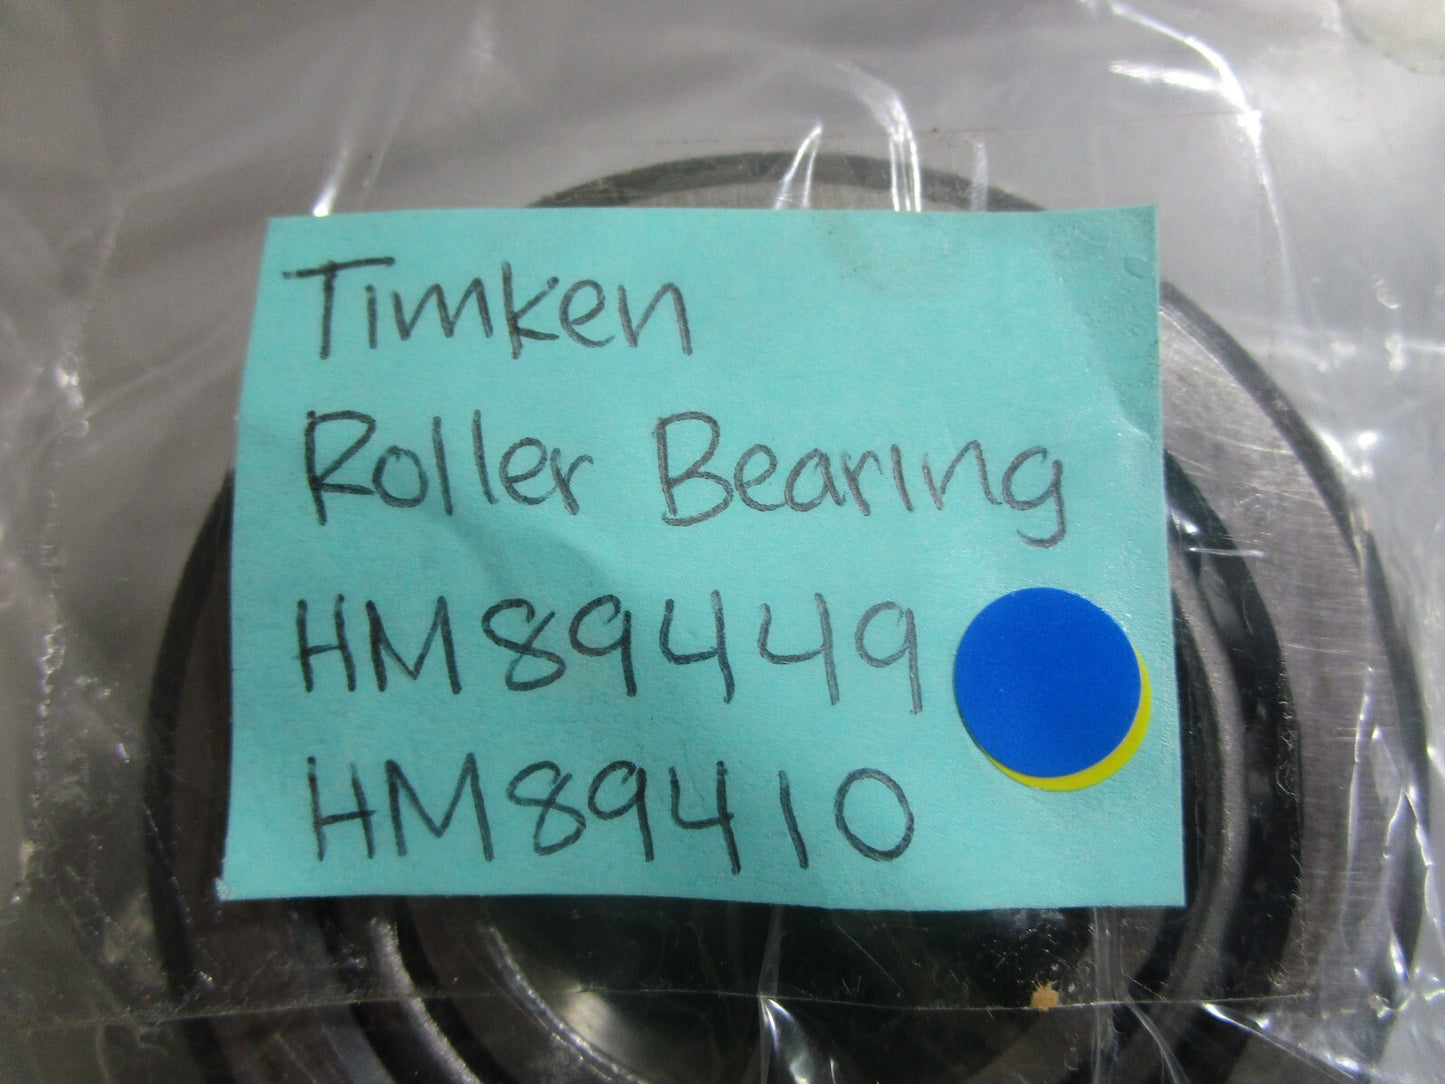 Timken
Roller Bearing
HM89449
HM89410